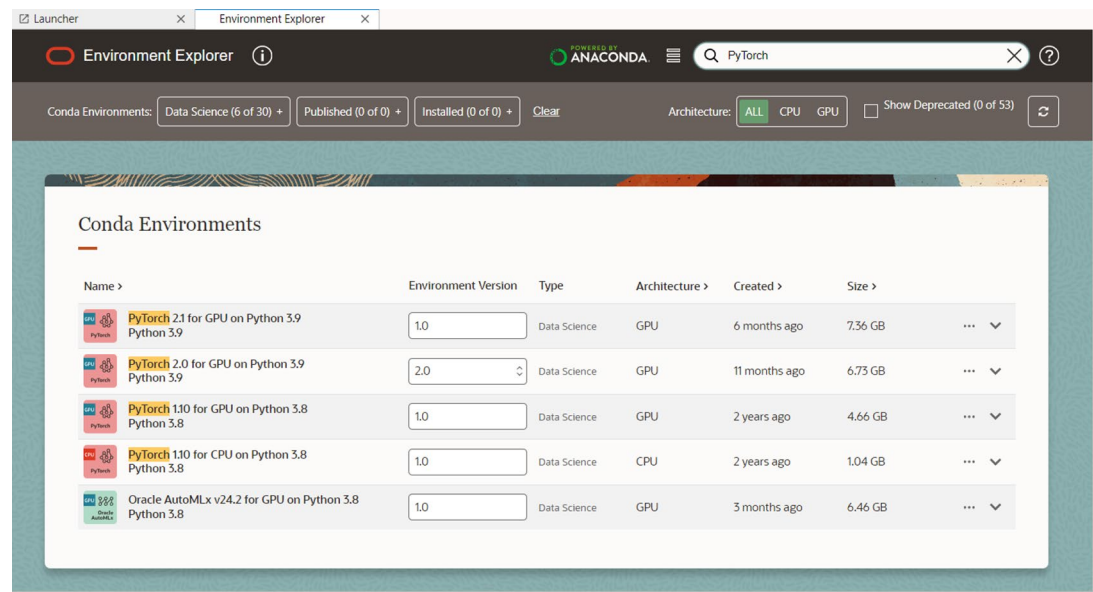 Launcher
Environment Explorer
Environment Explorer
POWERED BY
ANACONDA.
PyTorch
Conda Environments: Data Science (6 of 30) + Published (0 of 0) + Installed (0 of 0) + Clear Architecture: ALL CPU GPU Show Deprecated (0 of 53)
Conda Environments
Name > Environment Version Type Architecture > Created > Size >
GPU
PyTorch
PyTorch 2.1 for GPU on Python 3.9
Python 3.9
1.0 Data Science GPU 6 months ago 7.36 GB
GPU
PyTorch
PyTorch 2.0 for GPU on Python 3.9
Python 3.9
2.0 Data Science GPU 11 months ago 6.73 GB
GPU
PyTorch
PyTorch 1.10 for GPU on Python 3.8
Python 3.8
1.0 Data Science GPU 2 years ago 4.66 GB
CPU
PyTorch
PyTorch 1.10 for CPU on Python 3.8
Python 3.8
1.0 Data Science CPU 2 years ago 1.04 GB
GPU
Oracle
AutoMLx
Oracle AutoMLx v24.2 for GPU on Python 3.8
Python 3.8
1.0 Data Science GPU 3 months ago 6.46 GB